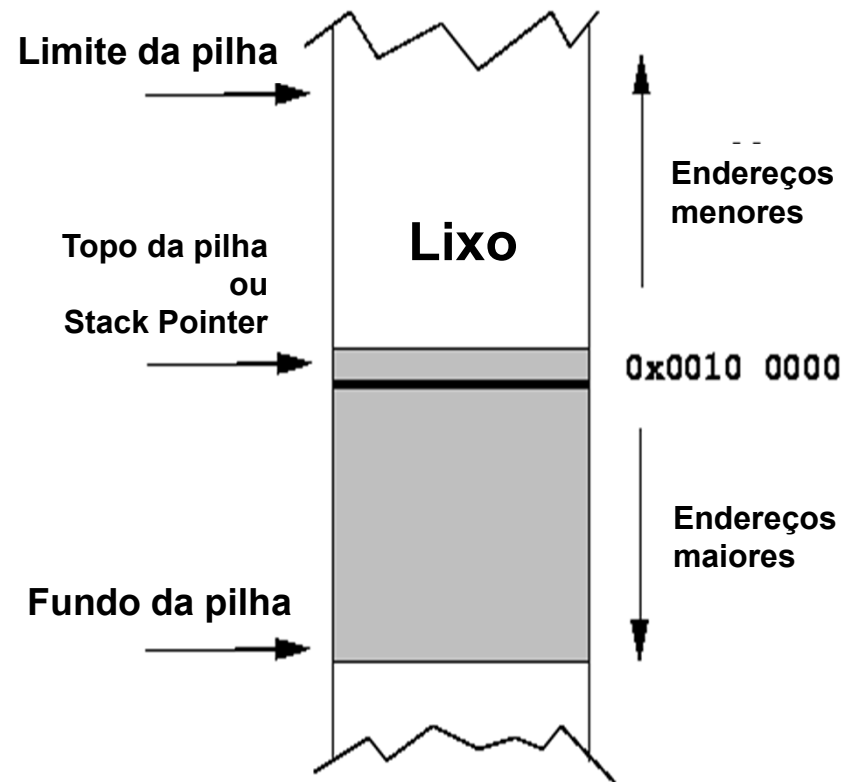 Limite da pilha
Endereços
menores
Topo da pilha
ou
Stack Pointer
Lixo
0x0010 0000
Endereços
maiores
Fundo da pilha